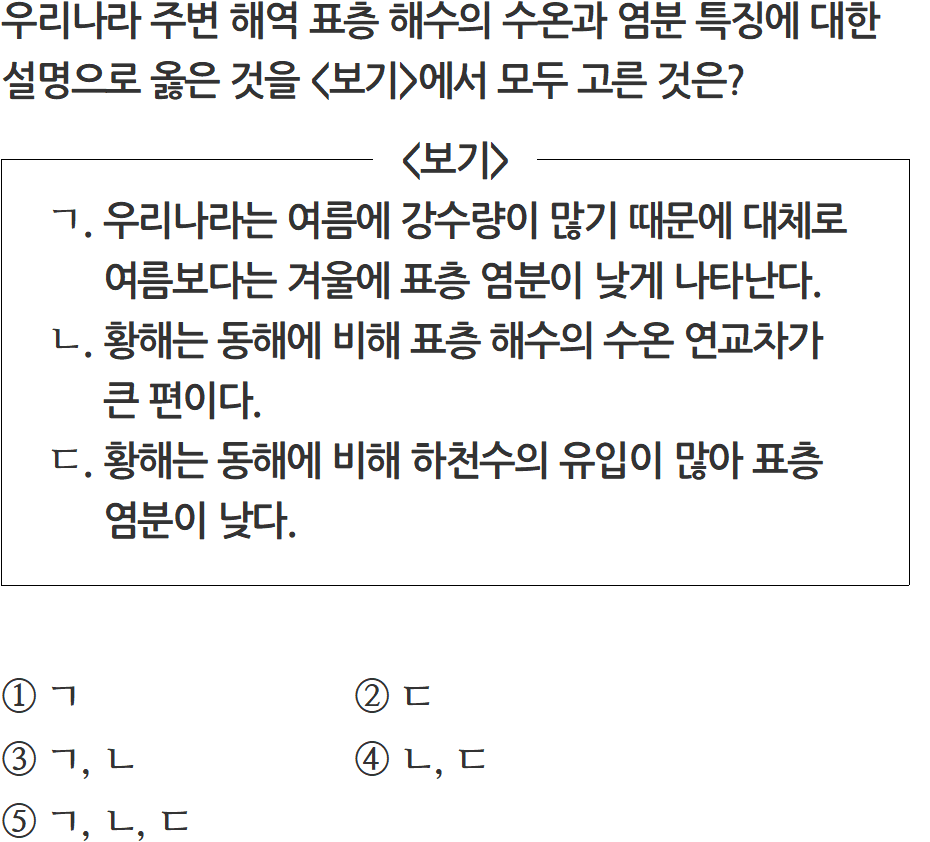 우리나라 주변 해역 표층 해수의 수온과 염분 특징에 대한
설명으로 옳은 것을 <보기>에서 모두 고른 것은?
<보기>
ㄱ. 우리나라는 여름에 강수량이 많기 때문에 대체로
여름보다는 겨울에 표층 염분이 낮게 나타난다.
ㄴ. 황해는 동해에 비해 표층 해수의 수온 연교차가
큰 편이다.
ㄷ. 황해는 동해에 비해 하천수의 유입이 많아 표층
염분이 낮다.
① ㄱ ② ㄷ
③ ㄱ, ㄴ ④ ㄴ, ㄷ
⑤ ㄱ, ㄴ, ㄷ